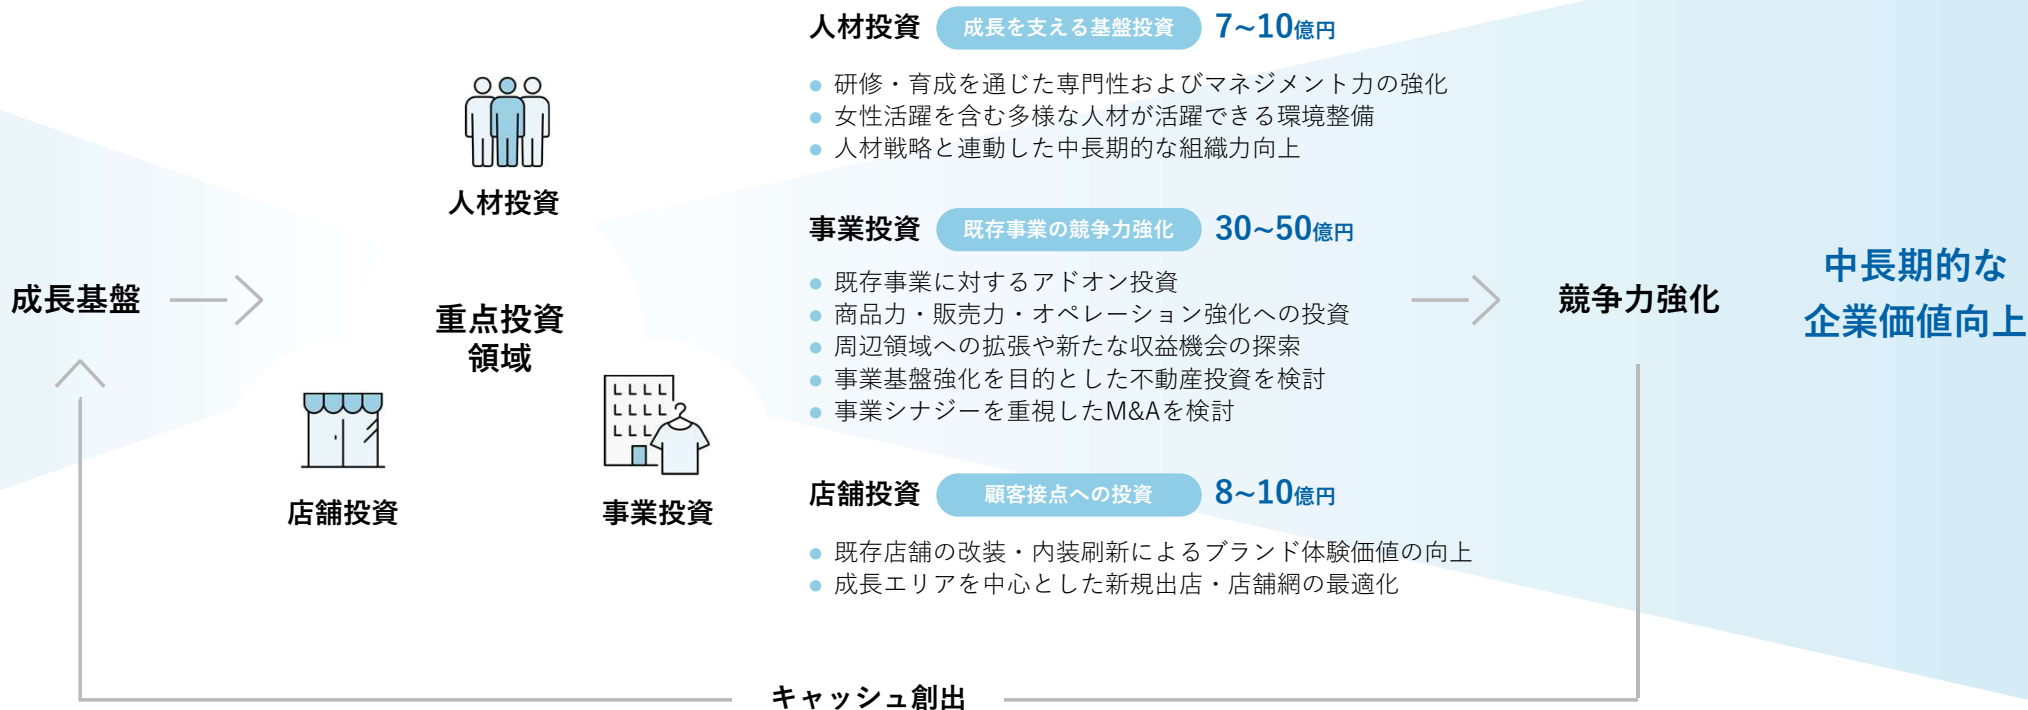 成長基盤
人材投資
重点投資
領域
店舗投資
事業投資
人材投資 成長を支える基盤投資 7~10億円
研修・育成を通じた専門性およびマネジメント力の強化
女性活躍を含む多様な人材が活躍できる環境整備
人材戦略と連動した中長期的な組織力向上
事業投資 既存事業の競争力強化 30~50億円
既存事業に対するアドオン投資
商品力・販売力・オペレーション強化への投資
周辺領域への拡張や新たな収益機会の探索
事業基盤強化を目的とした不動産投資を検討
事業シナジーを重視したM&Aを検討
店舗投資 顧客接点への投資 8~10億円
既存店舗の改装・内装刷新によるブランド体験価値の向上
成長エリアを中心とした新規出店・店舗網の最適化
競争力強化
中長期的な
企業価値向上
キャッシュ創出